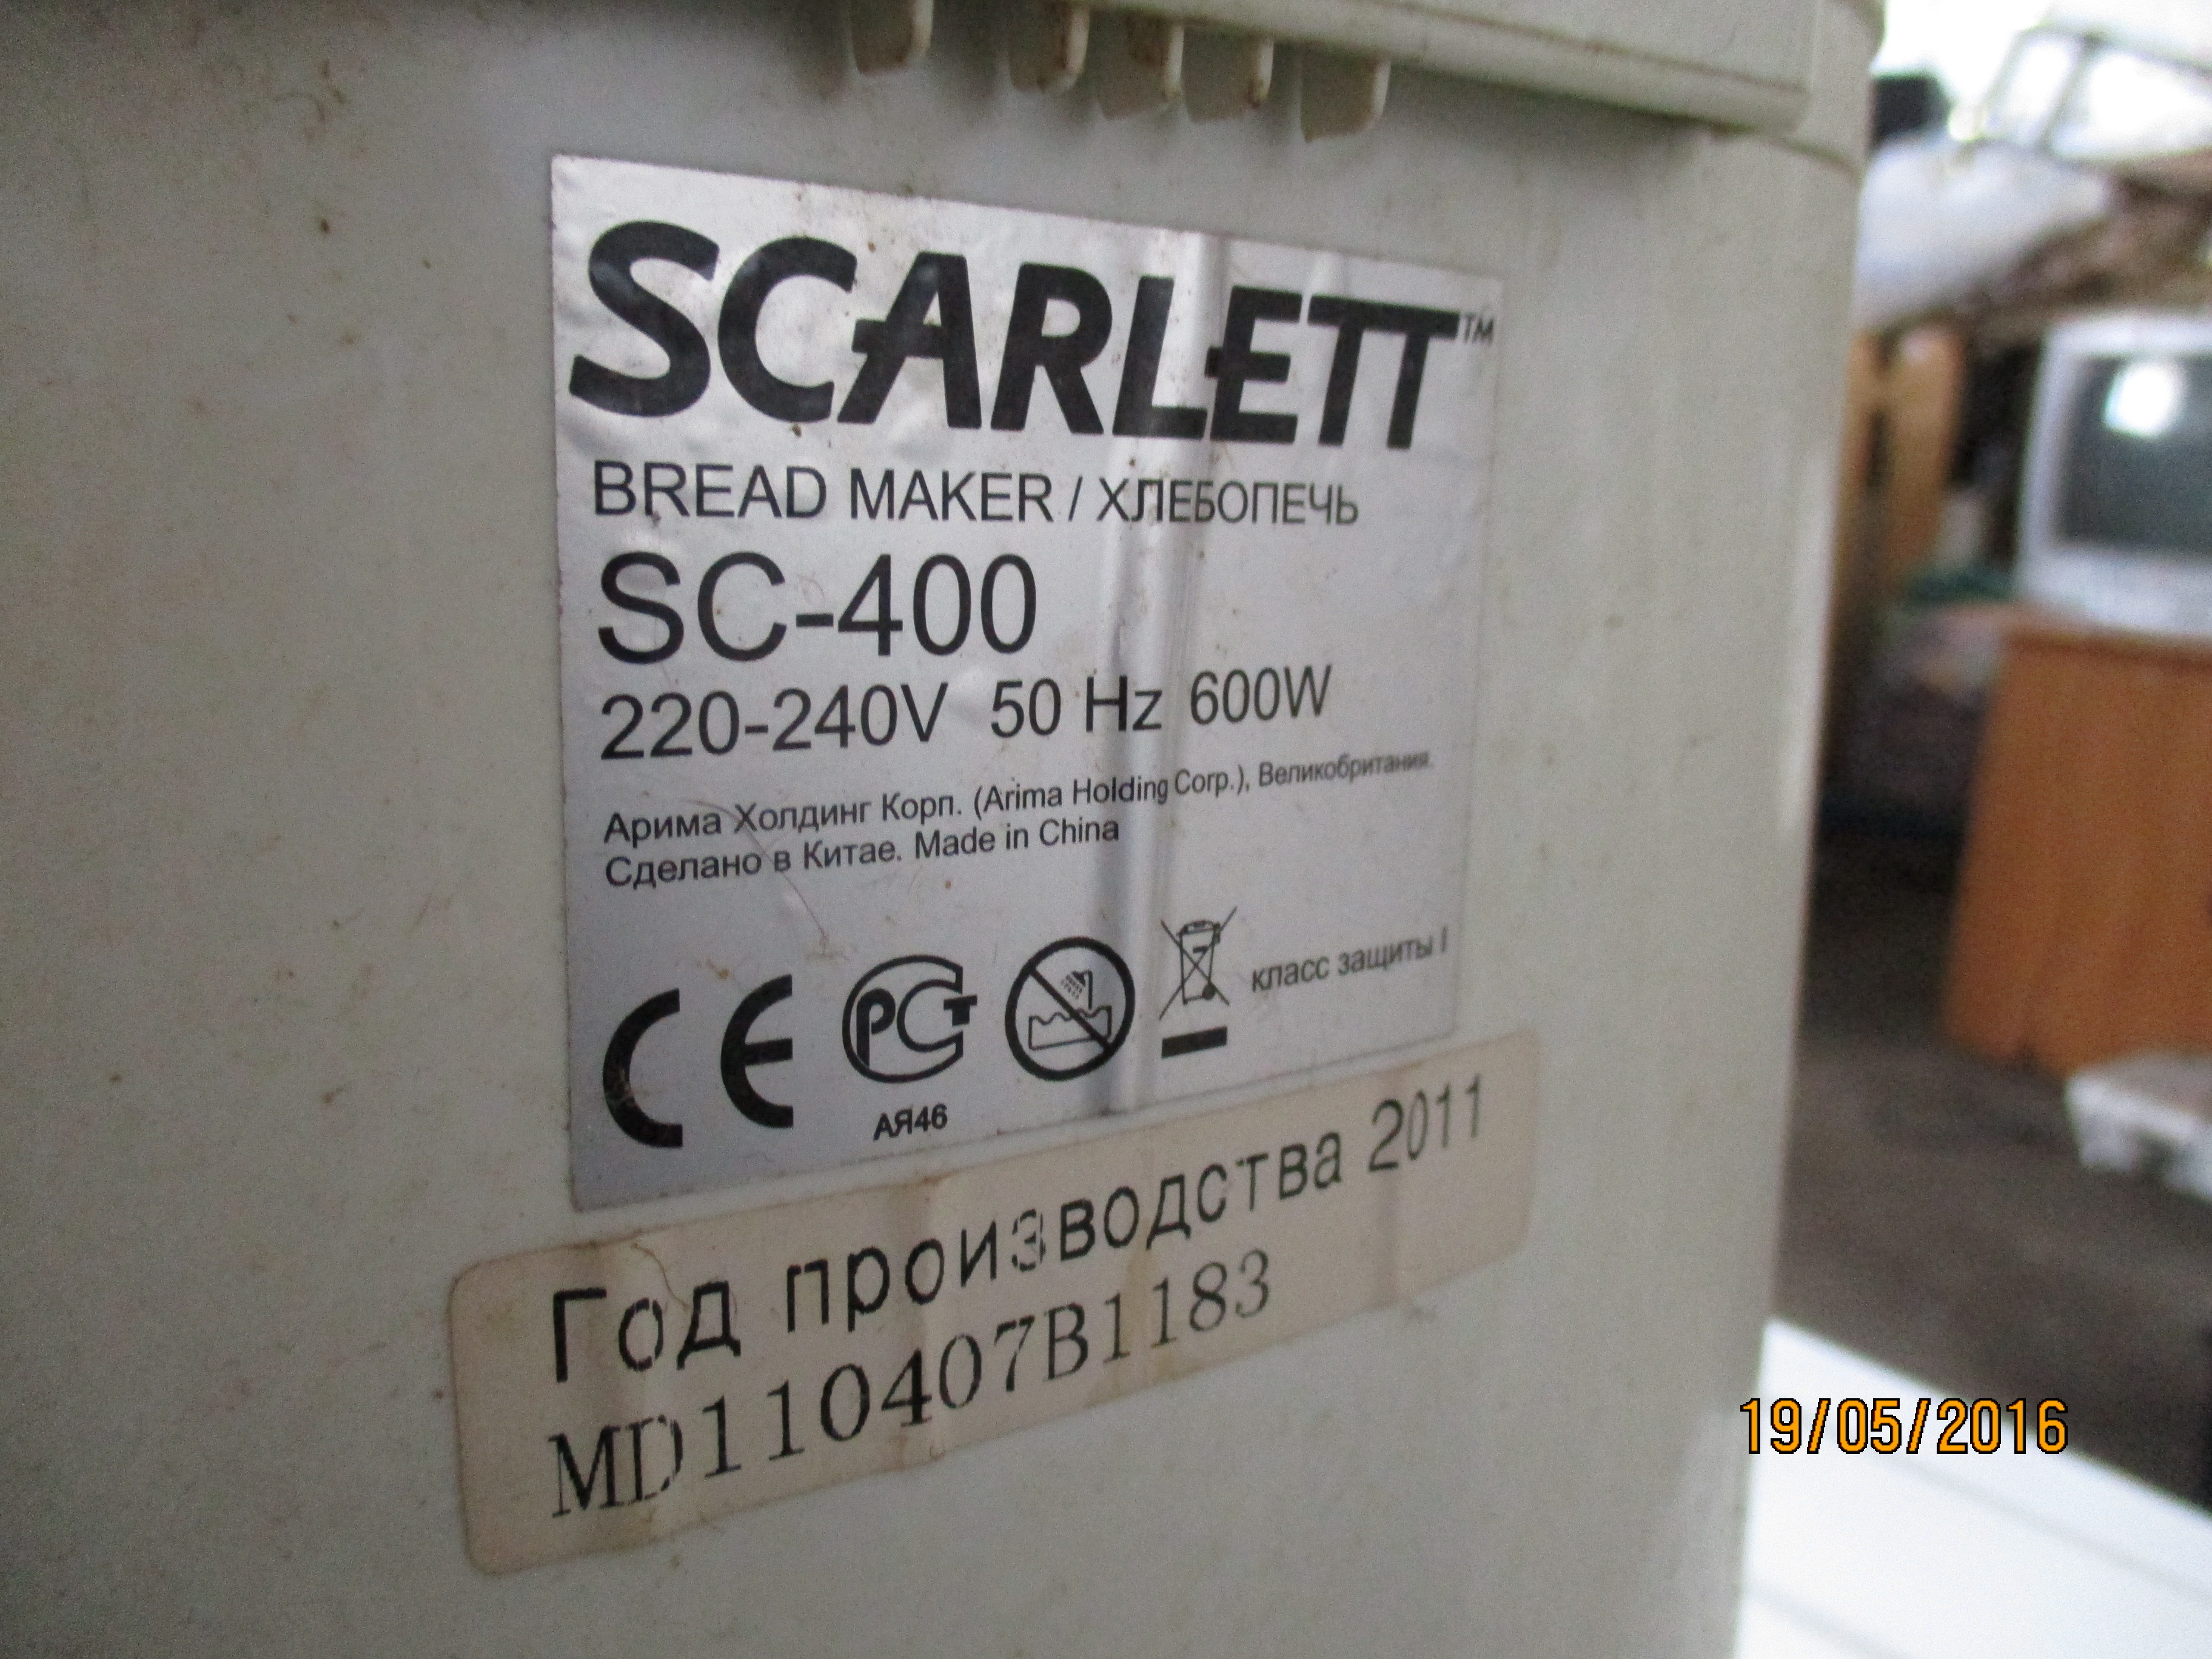 SCARLETT™
BREAD MAKER / ХЛЕБОПЕЧЬ
SC-400
220-240V 50 Hz 600W
Арима Холдинг Корп. (Arima Holding Corp.), Великобритания.
Сделано в Китае. Made in China
CE РСТ класс защиты I
АЯ46
Год производства 2011
MD110407B1183
19/05/2016